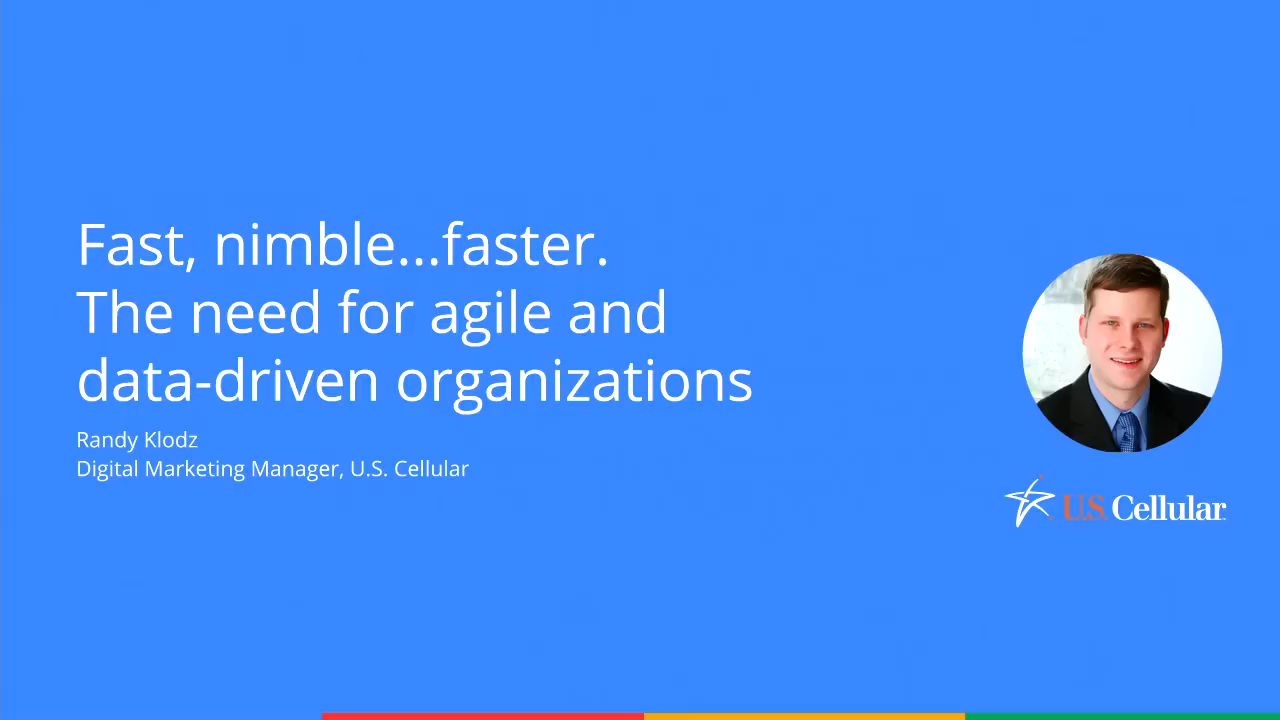 Fast, nimble...faster.
The need for agile and
data-driven organizations
Randy Klodz
Digital Marketing Manager, U.S. Cellular
U.S. Cellular